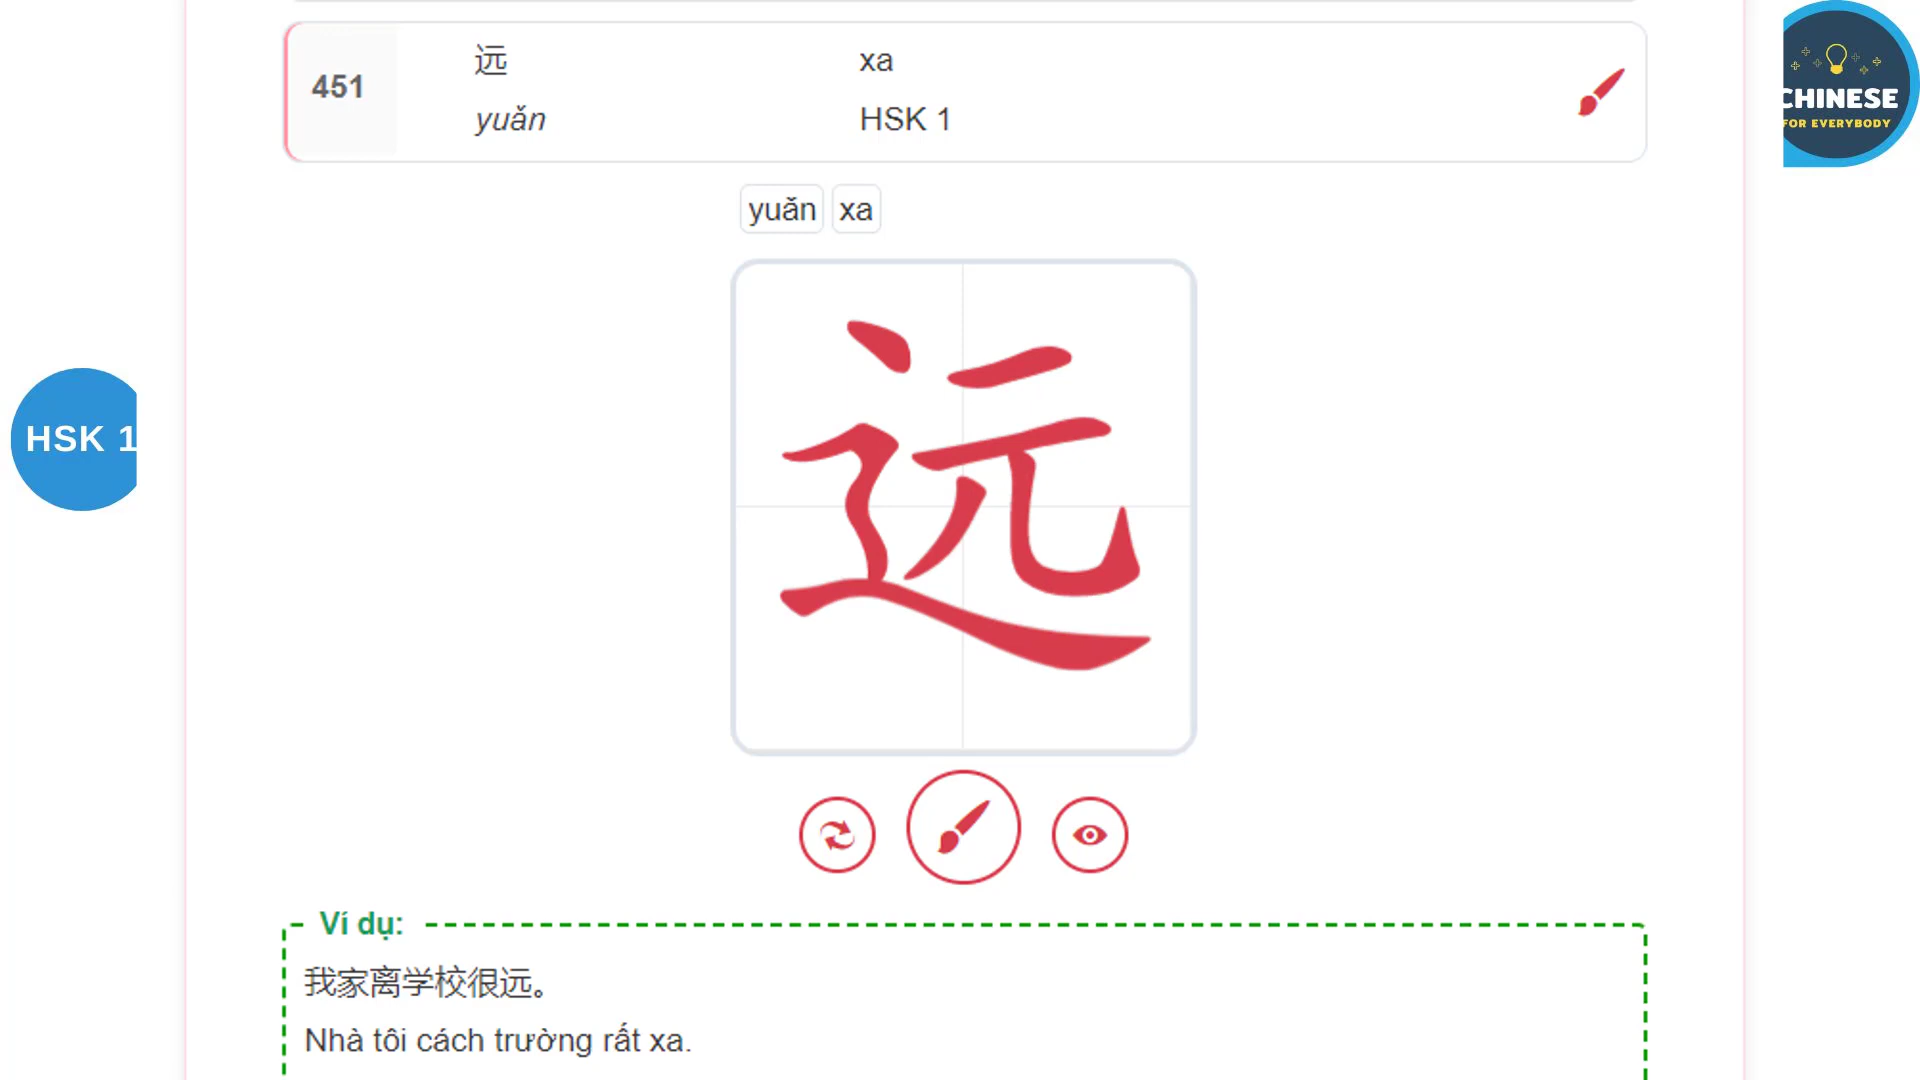 451
远
xa
yuǎn
HSK 1
CHINESE
FOR EVERYBODY
yuǎn
xa
远
HSK 1
Ví dụ:
我家离学校很远。
Nhà tôi cách trường rất xa.